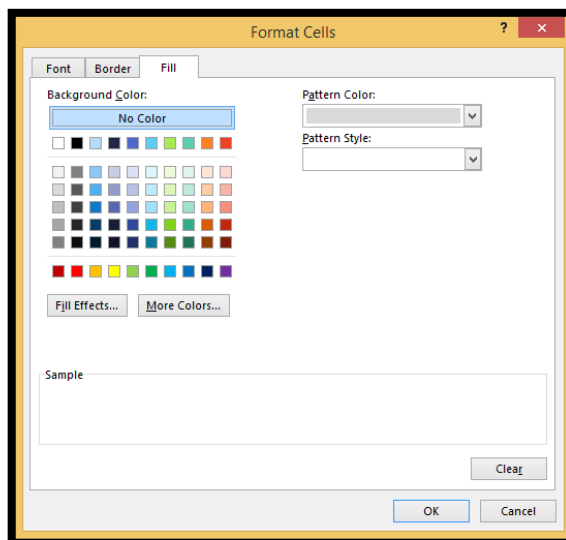 Format Cells
?
×
Font
Border
Fill
Background Color:
No Color
Fill Effects...
More Colors...
Pattern Color:
Pattern Style:
Sample
Clear
OK
Cancel